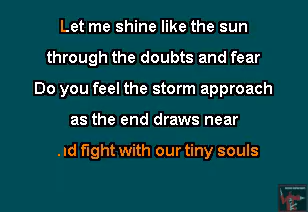 Let me shine like the sun
through the doubts and fear
Do you feel the storm approach
as the end draws near
.ıd fight with our tiny souls